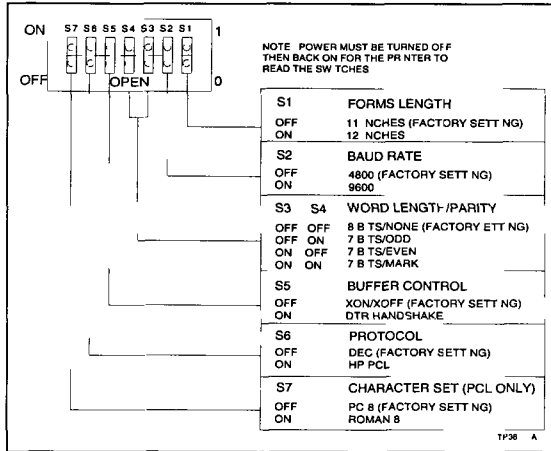 ON S7 S6 S5 S4 S3 S2 S1 1
OFF OPEN 0
NOTE POWER MUST BE TURNED OFF
THEN BACK ON FOR THE PR NTER TO
READ THE SW TCHES
S1 FORMS LENGTH
OFF 11 NCHES (FACTORY SETT NG)
ON 12 NCHES
S2 BAUD RATE
OFF 4800 (FACTORY SETT NG)
ON 9600
S3 S4 WORD LENGTH/PARITY
OFF OFF 8 B TS/NONE (FACTORY ETT NG)
OFF ON 7 B TS/ODD
ON OFF 7 B TS/EVEN
ON ON 7 B TS/MARK
S5 BUFFER CONTROL
OFF XON/XOFF (FACTORY SETT NG)
ON DTR HANDSHAKE
S6 PROTOCOL
OFF DEC (FACTORY SETT NG)
ON HP PCL
S7 CHARACTER SET (PCL ONLY)
OFF PC 8 (FACTORY SETT NG)
ON ROMAN 8
TP36 A